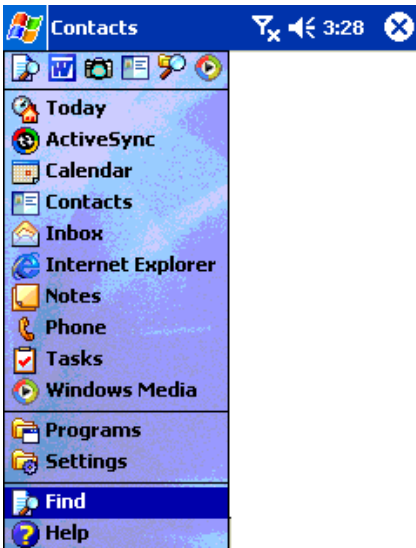 Contacts 3:28
Today
ActiveSync
Calendar
Contacts
Inbox
Internet Explorer
Notes
Phone
Tasks
Windows Media
Programs
Settings
Find
Help